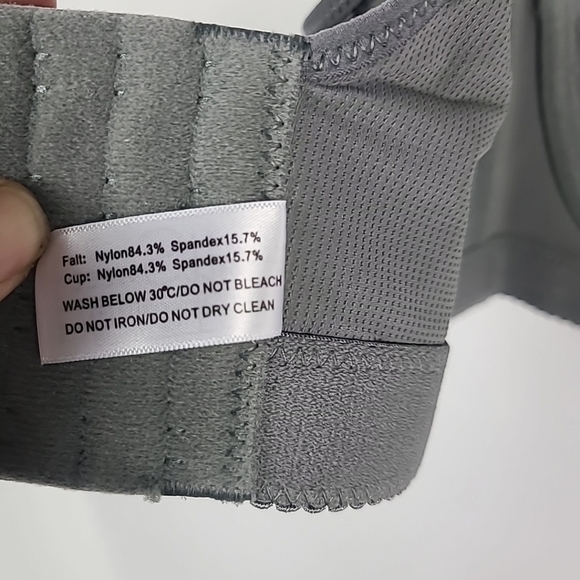 Falt: Nylon84.3% Spandex15.7%
Cup: Nylon84.3% Spandex15.7%
WASH BELOW 30°C/DO NOT BLEACH
DO NOT IRON/DO NOT DRY CLEAN